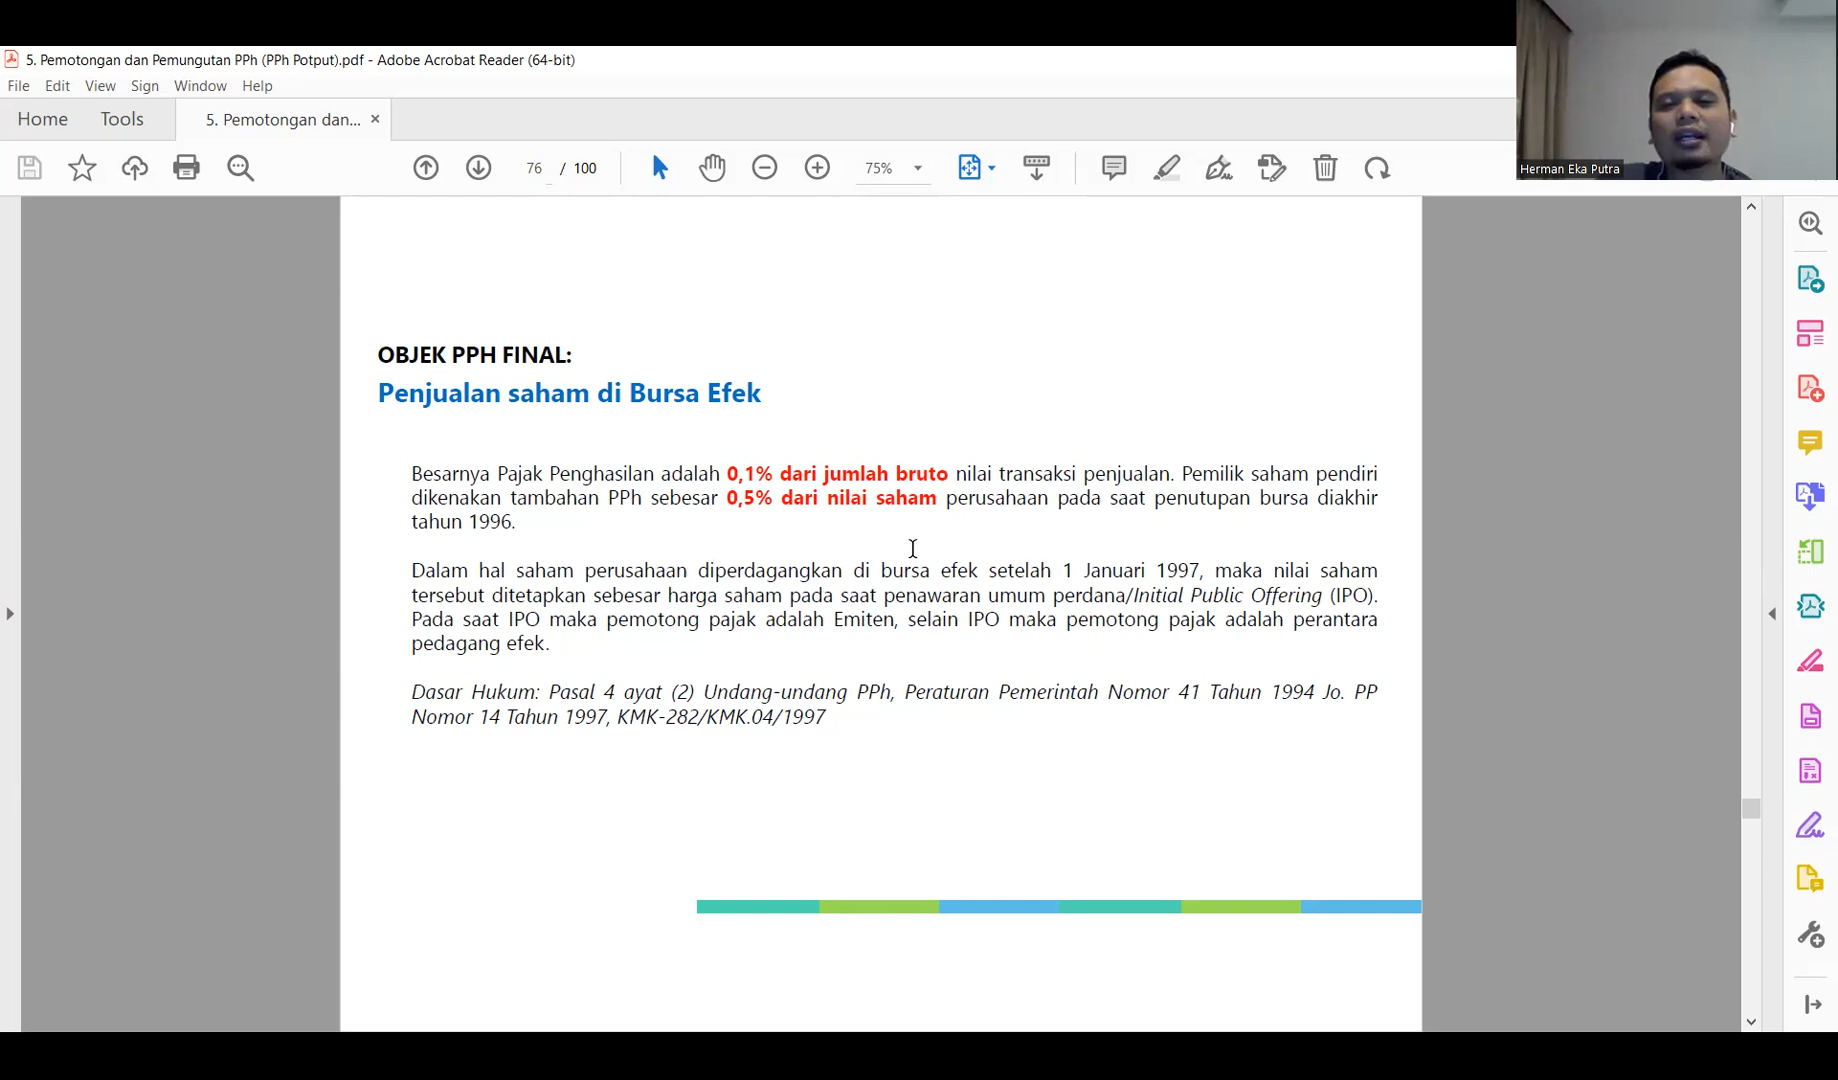 5. Pemotongan dan Pemungutan PPh (PPh Potput).pdf - Adobe Acrobat Reader (64-bit)
File Edit View Sign Window Help
Home Tools 5. Pemotongan dan... ×
76 / 100 75%
Herman Eka Putra
OBJEK PPH FINAL:
Penjualan saham di Bursa Efek
Besarnya Pajak Penghasilan adalah 0,1% dari jumlah bruto nilai transaksi penjualan. Pemilik saham pendiri
dikenakan tambahan PPh sebesar 0,5% dari nilai saham perusahaan pada saat penutupan bursa diakhir
tahun 1996.
Dalam hal saham perusahaan diperdagangkan di bursa efek setelah 1 Januari 1997, maka nilai saham
tersebut ditetapkan sebesar harga saham pada saat penawaran umum perdana/Initial Public Offering (IPO).
Pada saat IPO maka pemotong pajak adalah Emiten, selain IPO maka pemotong pajak adalah perantara
pedagang efek.
Dasar Hukum: Pasal 4 ayat (2) Undang-undang PPh, Peraturan Pemerintah Nomor 41 Tahun 1994 Jo. PP
Nomor 14 Tahun 1997, KMK-282/KMK.04/1997